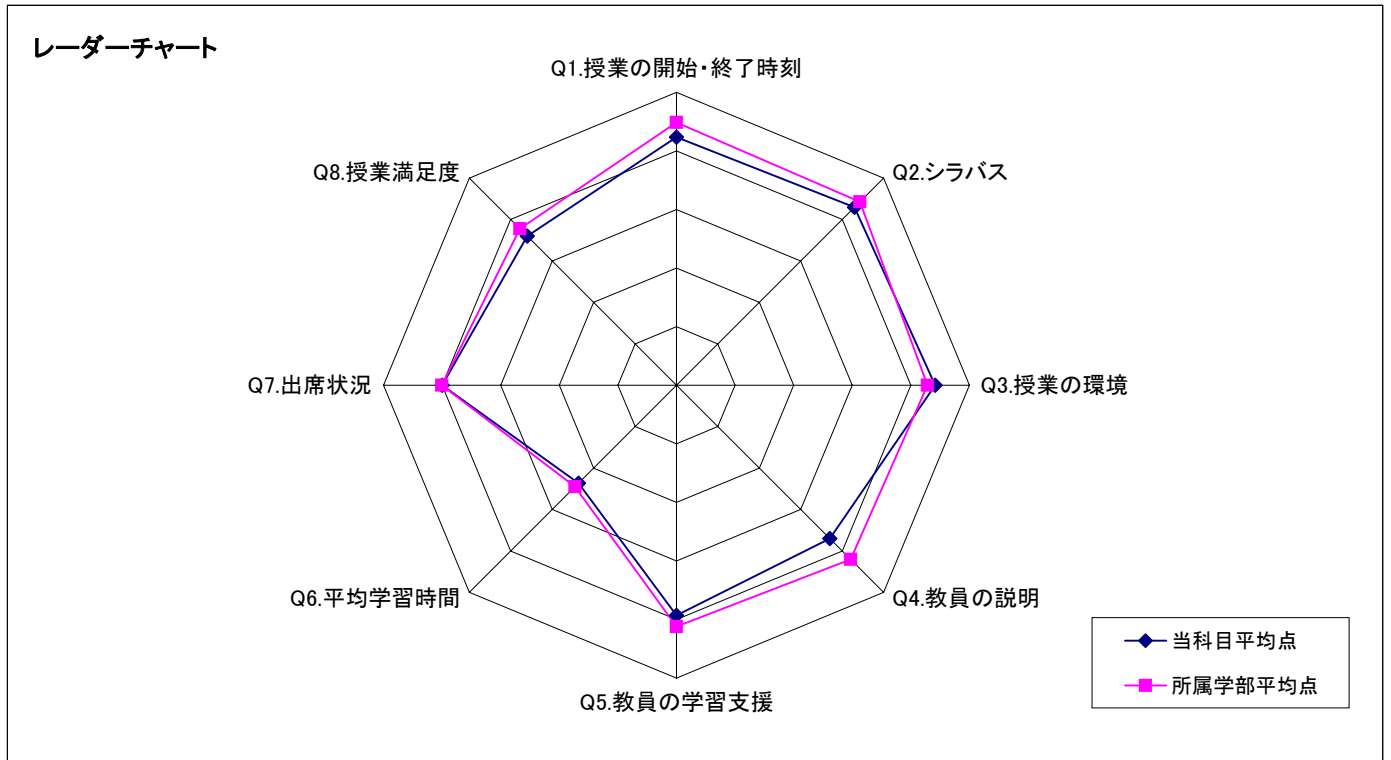 レーダーチャート
Q1.授業の開始・終了時刻
Q2.シラバス
Q3.授業の環境
Q4.教員の説明
Q5.教員の学習支援
Q6.平均学習時間
Q7.出席状況
Q8.授業満足度
当科目平均点
所属学部平均点